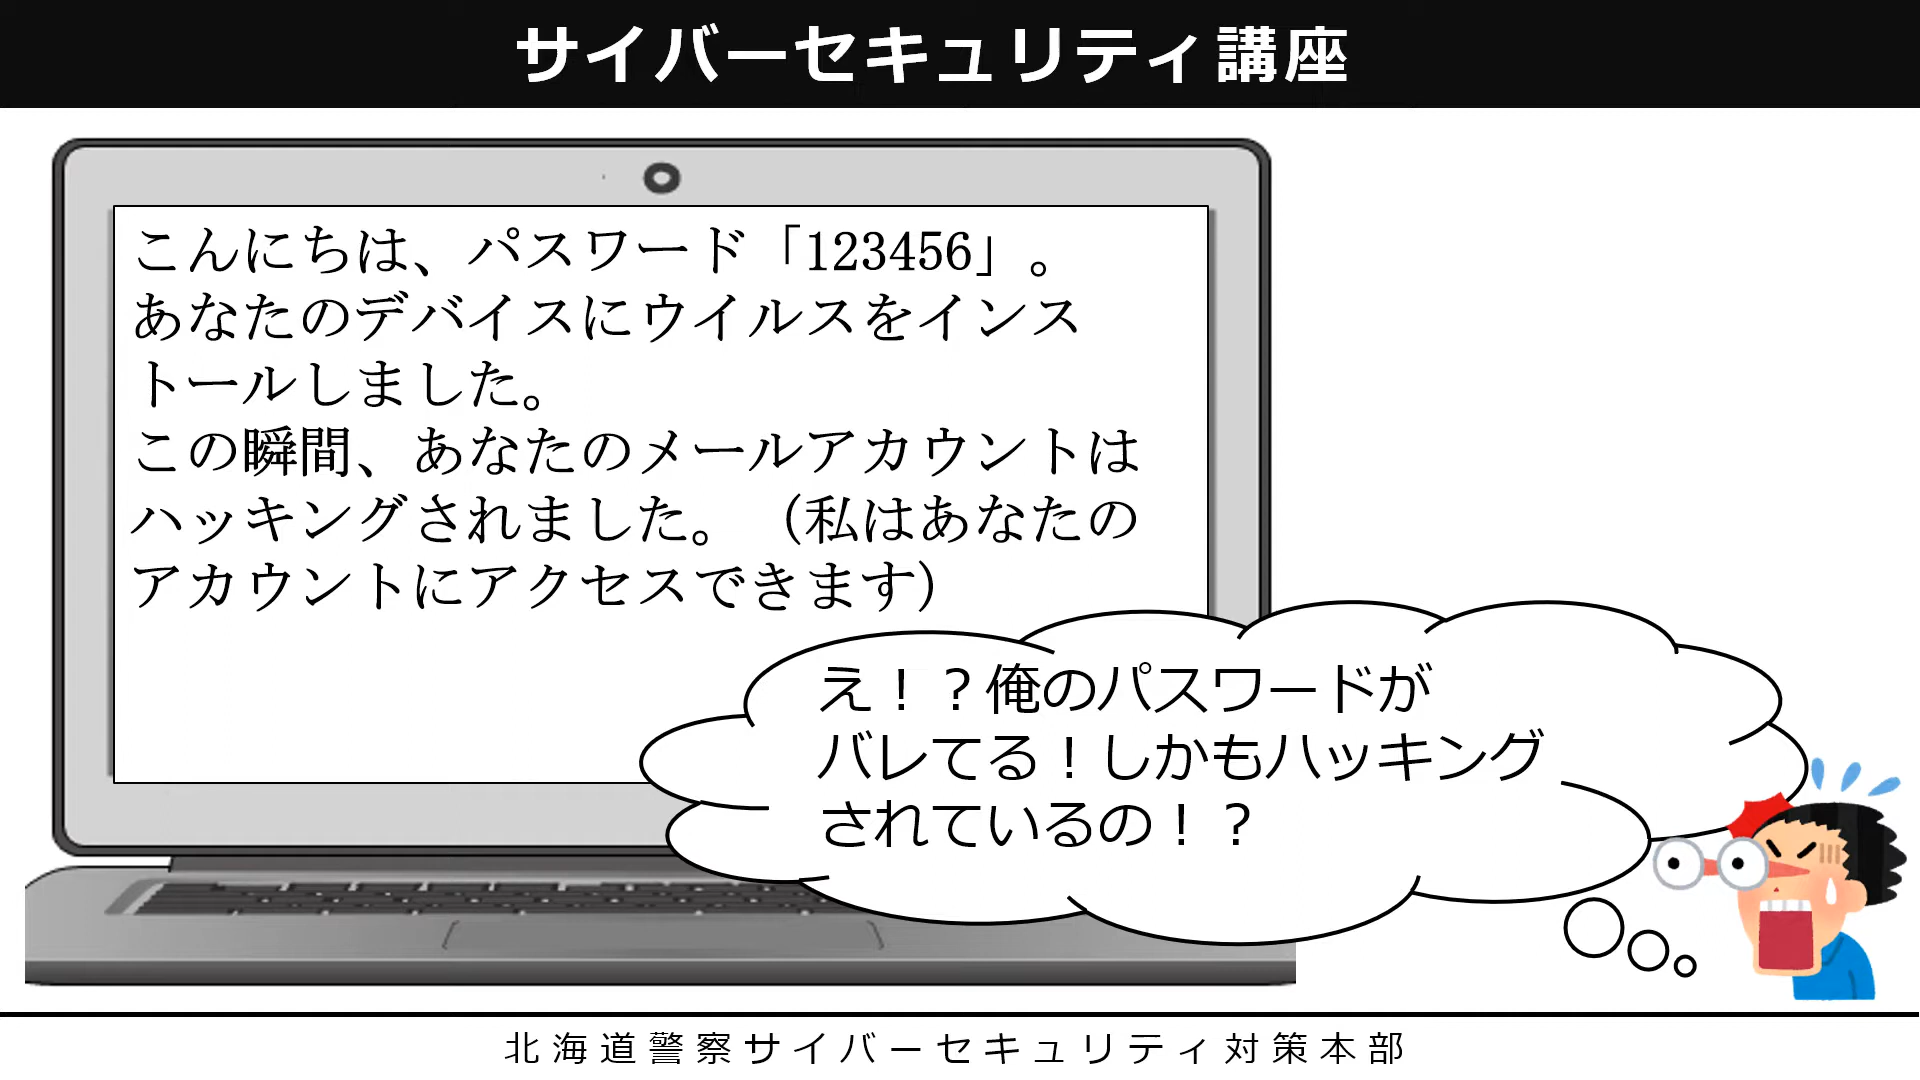 サイバーセキュリティ講座
こんにちは、パスワード「123456」。
あなたのデバイスにウイルスをインス
トールしました。
この瞬間、あなたのメールアカウントは
ハッキングされました。（私はあなたの
アカウントにアクセスできます）
え！？俺のパスワードが
バレてる！しかもハッキング
されているの！？
北海道警察サイバーセキュリティ対策本部